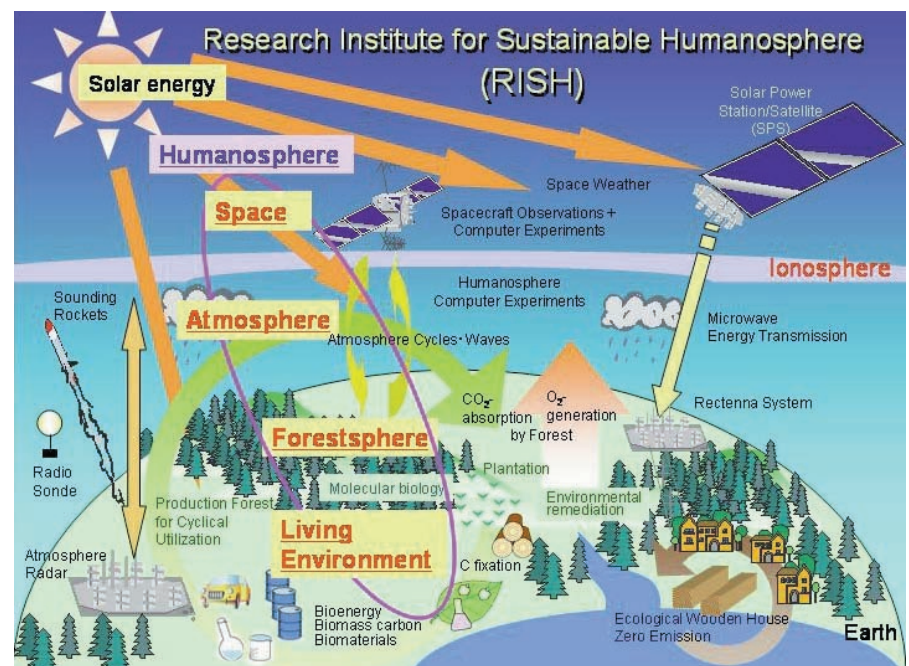 Research Institute for Sustainable Humanosphere
(RISH)
Solar energy
Solar Power
Station/Satellite
(SPS)
Humanosphere
Space Weather
Space
Spacecraft Observations +
Computer Experiments
Ionosphere
Humanosphere
Computer Experiments
Sounding
Rockets
Atmosphere
Atmosphere Cycles·Waves
Microwave
Energy Transmission
CO₂-
absorption
O₂-
generation
by Forest
Rectenna System
Forestsphere
Radio
Sonde
Plantation
Molecular biology
Production Forest
for Cyclical
Utilization
Environmental
remediation
Living
Environment
Atmosphere
Radar
C fixation
Bioenergy
Biomass carbon
Biomaterials
Ecological Wooden House
Zero Emission
Earth